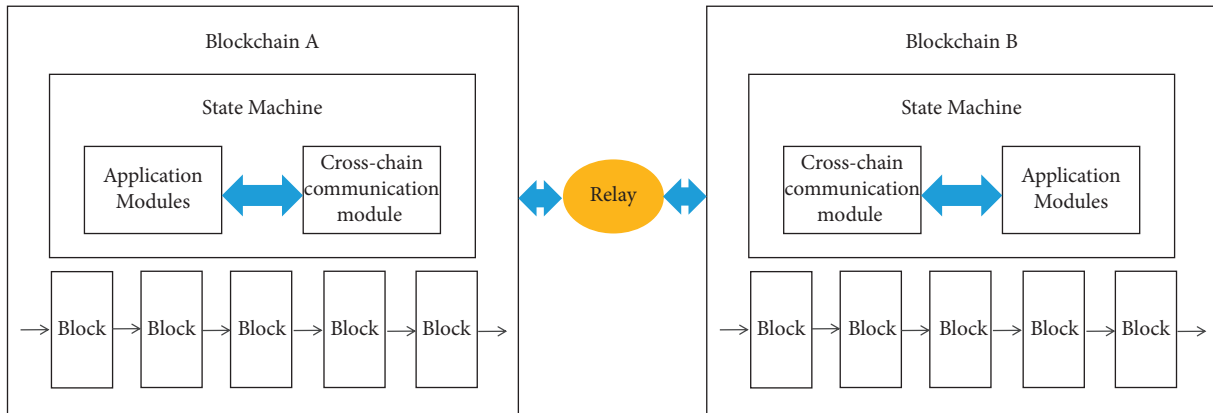 Blockchain A
State Machine
Application
Modules
Cross-chain
communication
module
Block
Block
Block
Block
Block
Relay
Blockchain B
State Machine
Cross-chain
communication
module
Application
Modules
Block
Block
Block
Block
Block